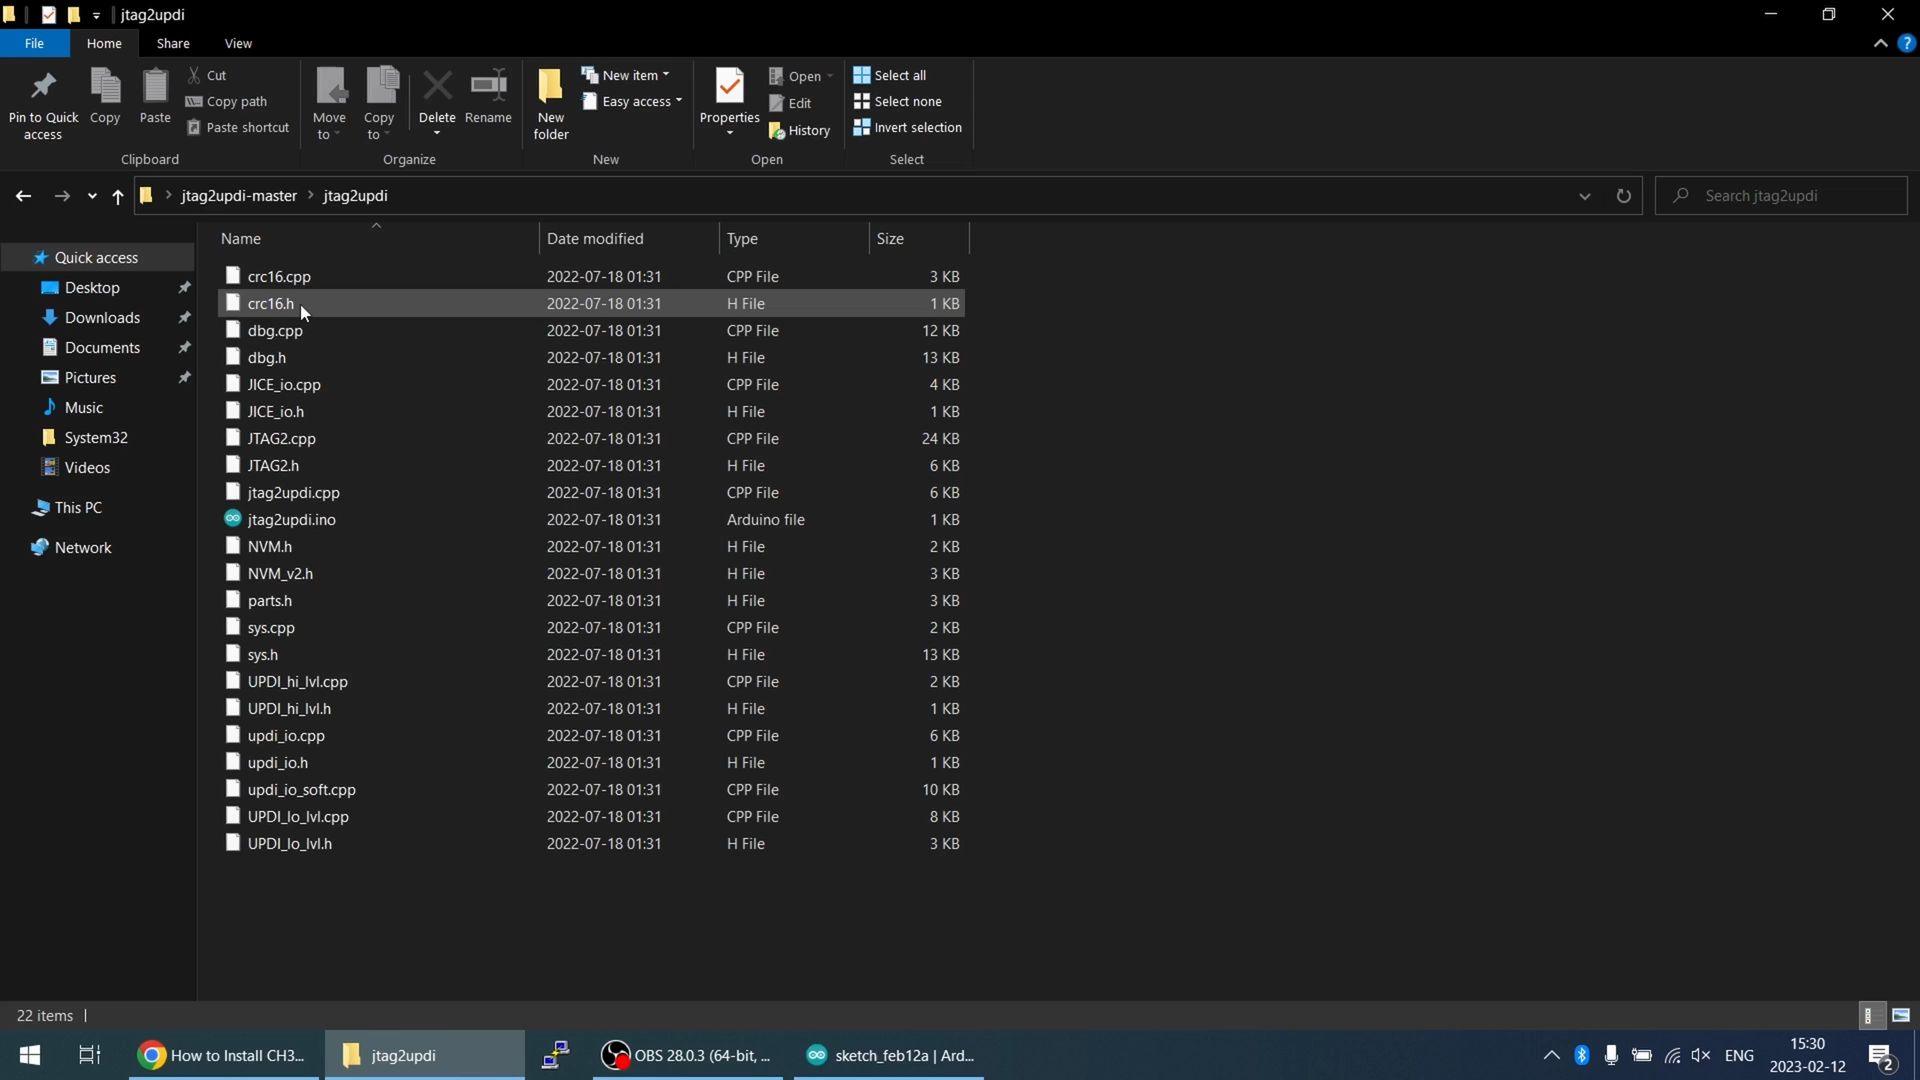 jtag2updi
File Home Share View
Pin to Quick access
Copy
Paste
Cut
Copy path
Paste shortcut
Clipboard
Move to
Copy to
Delete
Rename
Organize
New folder
New item
Easy access
New
Properties
Open
Edit
History
Open
Select all
Select none
Invert selection
Select
jtag2updi-master > jtag2updi
Search jtag2updi
Quick access
Desktop
Downloads
Documents
Pictures
Music
System32
Videos
This PC
Network
Name Date modified Type Size
crc16.cpp 2022-07-18 01:31 CPP File 3 KB
crc16.h 2022-07-18 01:31 H File 1 KB
dbg.cpp 2022-07-18 01:31 CPP File 12 KB
dbg.h 2022-07-18 01:31 H File 13 KB
JICE_io.cpp 2022-07-18 01:31 CPP File 4 KB
JICE_io.h 2022-07-18 01:31 H File 1 KB
JTAG2.cpp 2022-07-18 01:31 CPP File 24 KB
JTAG2.h 2022-07-18 01:31 H File 6 KB
jtag2updi.cpp 2022-07-18 01:31 CPP File 6 KB
jtag2updi.ino 2022-07-18 01:31 Arduino file 1 KB
NVM.h 2022-07-18 01:31 H File 2 KB
NVM_v2.h 2022-07-18 01:31 H File 3 KB
parts.h 2022-07-18 01:31 H File 3 KB
sys.cpp 2022-07-18 01:31 CPP File 2 KB
sys.h 2022-07-18 01:31 H File 13 KB
UPDI_hi_lvl.cpp 2022-07-18 01:31 CPP File 2 KB
UPDI_hi_lvl.h 2022-07-18 01:31 H File 1 KB
updi_io.cpp 2022-07-18 01:31 CPP File 6 KB
updi_io.h 2022-07-18 01:31 H File 1 KB
updi_io_soft.cpp 2022-07-18 01:31 CPP File 10 KB
UPDI_lo_lvl.cpp 2022-07-18 01:31 CPP File 8 KB
UPDI_lo_lvl.h 2022-07-18 01:31 H File 3 KB
22 items
How to Install CH3...
jtag2updi
OBS 28.0.3 (64-bit, ...
sketch_feb12a | Ard...
ENG
15:30
2023-02-12
2